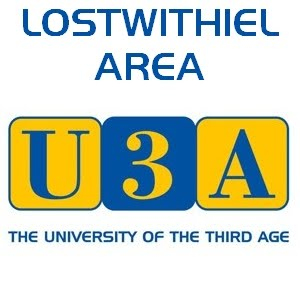 LOSTWITHIEL
AREA
U3A
THE UNIVERSITY OF THE THIRD AGE